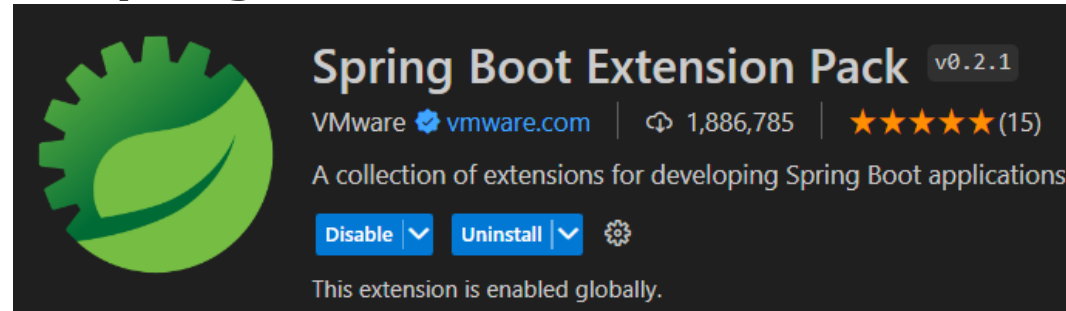 Spring Boot Extension Pack v0.2.1
VMware vmware.com 1,886,785 (15)
A collection of extensions for developing Spring Boot applications
Disable Uninstall
This extension is enabled globally.